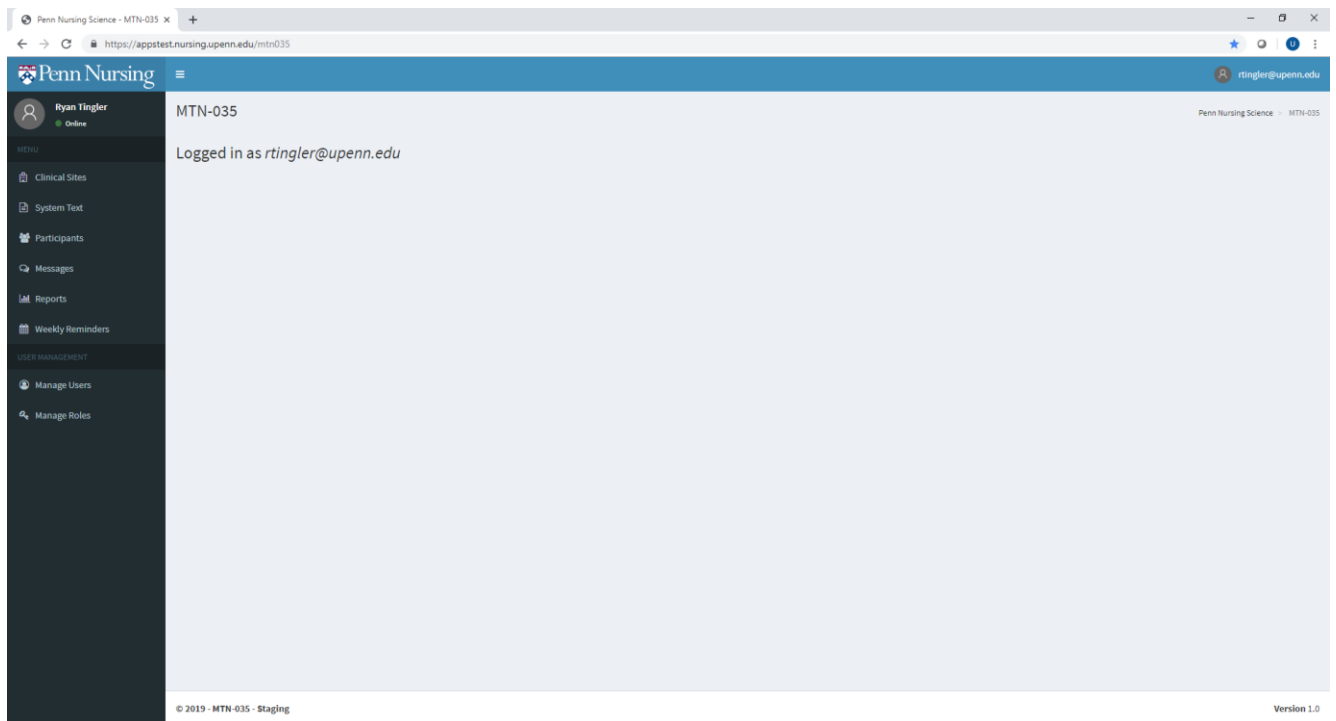 Penn Nursing Science - MTN-035
https://appstest.nursing.upenn.edu/mtn035
U
Penn Nursing
rtingler@upenn.edu
Ryan Tingler
Online
MTN-035
Penn Nursing Science > MTN-035
MENU
Logged in as rtingler@upenn.edu
Clinical Sites
System Text
Participants
Messages
Reports
Weekly Reminders
USER MANAGEMENT
Manage Users
Manage Roles
© 2019 - MTN-035 - Staging
Version 1.0